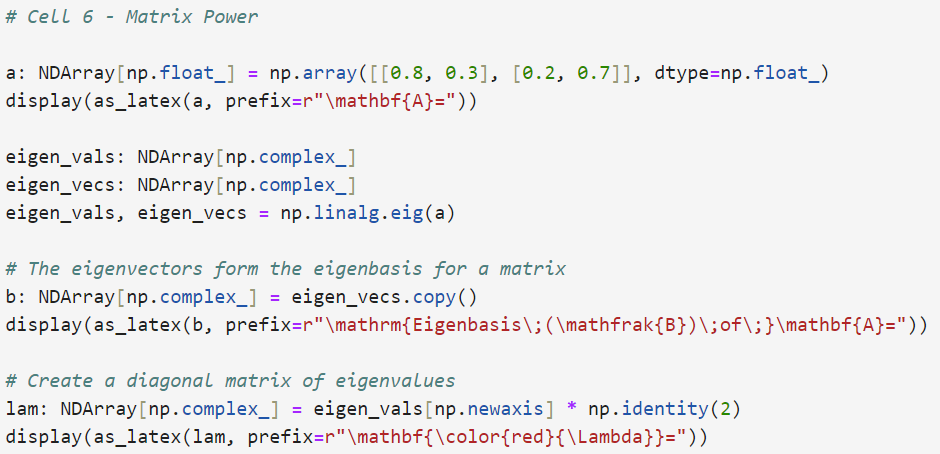 # Cell 6 - Matrix Power
a: NDArray[np.float_] = np.array([[0.8, 0.3], [0.2, 0.7]], dtype=np.float_)
display(as_latex(a, prefix=r"\mathbf{A}="))
eigen_vals: NDArray[np.complex_]
eigen_vecs: NDArray[np.complex_]
eigen_vals, eigen_vecs = np.linalg.eig(a)
# The eigenvectors form the eigenbasis for a matrix
b: NDArray[np.complex_] = eigen_vecs.copy()
display(as_latex(b, prefix=r"\mathrm{Eigenbasis\;(\mathfrak{B})\;of\;}\mathbf{A}="))
# Create a diagonal matrix of eigenvalues
lam: NDArray[np.complex_] = eigen_vals[np.newaxis] * np.identity(2)
display(as_latex(lam, prefix=r"\mathbf{\color{red}{\Lambda}}="))